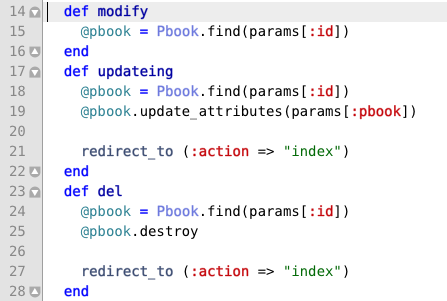 14 def modify
15 @pbook = Pbook.find(params[:id])
16 end
17 def updateing
18 @pbook = Pbook.find(params[:id])
19 @pbook.update_attributes(params[:pbook])
20
21 redirect_to (:action => "index")
22 end
23 def del
24 @pbook = Pbook.find(params[:id])
25 @pbook.destroy
26
27 redirect_to (:action => "index")
28 end